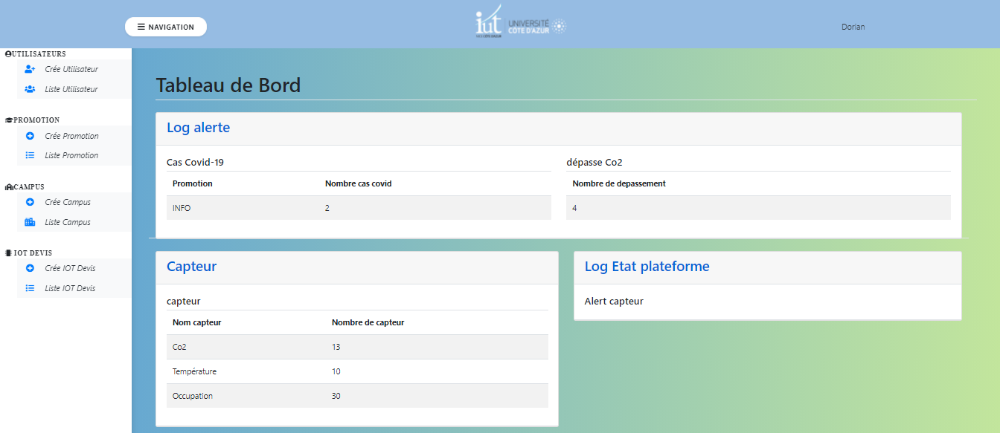 NAVIGATION
iut
UNIVERSITÉ
CÔTE D'AZUR
Dorian
UTILISATEURS
Crée Utilisateur
Liste Utilisateur
PROMOTION
Crée Promotion
Liste Promotion
CAMPUS
Crée Campus
Liste Campus
IOT DEVIS
Crée IOT Devis
Liste IOT Devis
Tableau de Bord
Log alerte
Cas Covid-19
Promotion Nombre cas covid
INFO 2
dépasse Co2
Nombre de depassement
4
Capteur
capteur
Nom capteur Nombre de capteur
Co2 13
Température 10
Occupation 30
Log Etat plateforme
Alert capteur